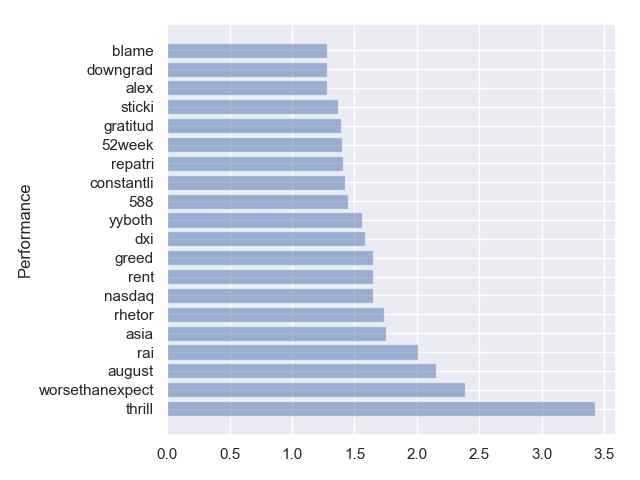 blame
downgrad
alex
sticki
gratitud
52week
repatri
constantli
588
yyboth
dxi
greed
rent
nasdaq
rhetor
asia
rai
august
worsethanexpect
thrill
Performance
0.0 0.5 1.0 1.5 2.0 2.5 3.0 3.5